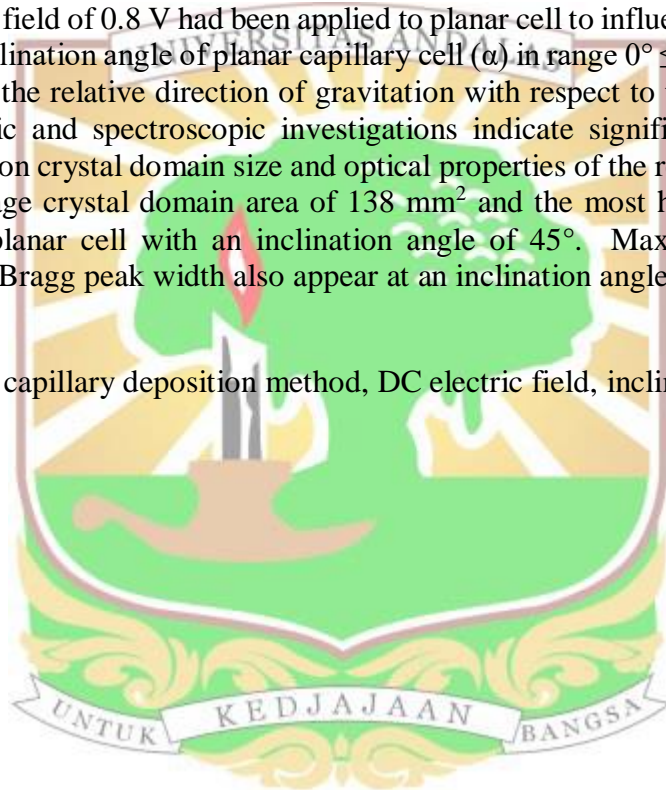 field of 0.8 V had been applied to planar cell to influ
lination angle of planar capillary cell (α) in range 0° ≤
UNIVERSITAS ANDALAS
the relative direction of gravitation with respect to
ic and spectroscopic investigations indicate signifi
on crystal domain size and optical properties of the r
age crystal domain area of 138 mm² and the most h
planar cell with an inclination angle of 45°. Max
Bragg peak width also appear at an inclination angle
capillary deposition method, DC electric field, inclin
UNTUK KEDJAJAAN BANGSA